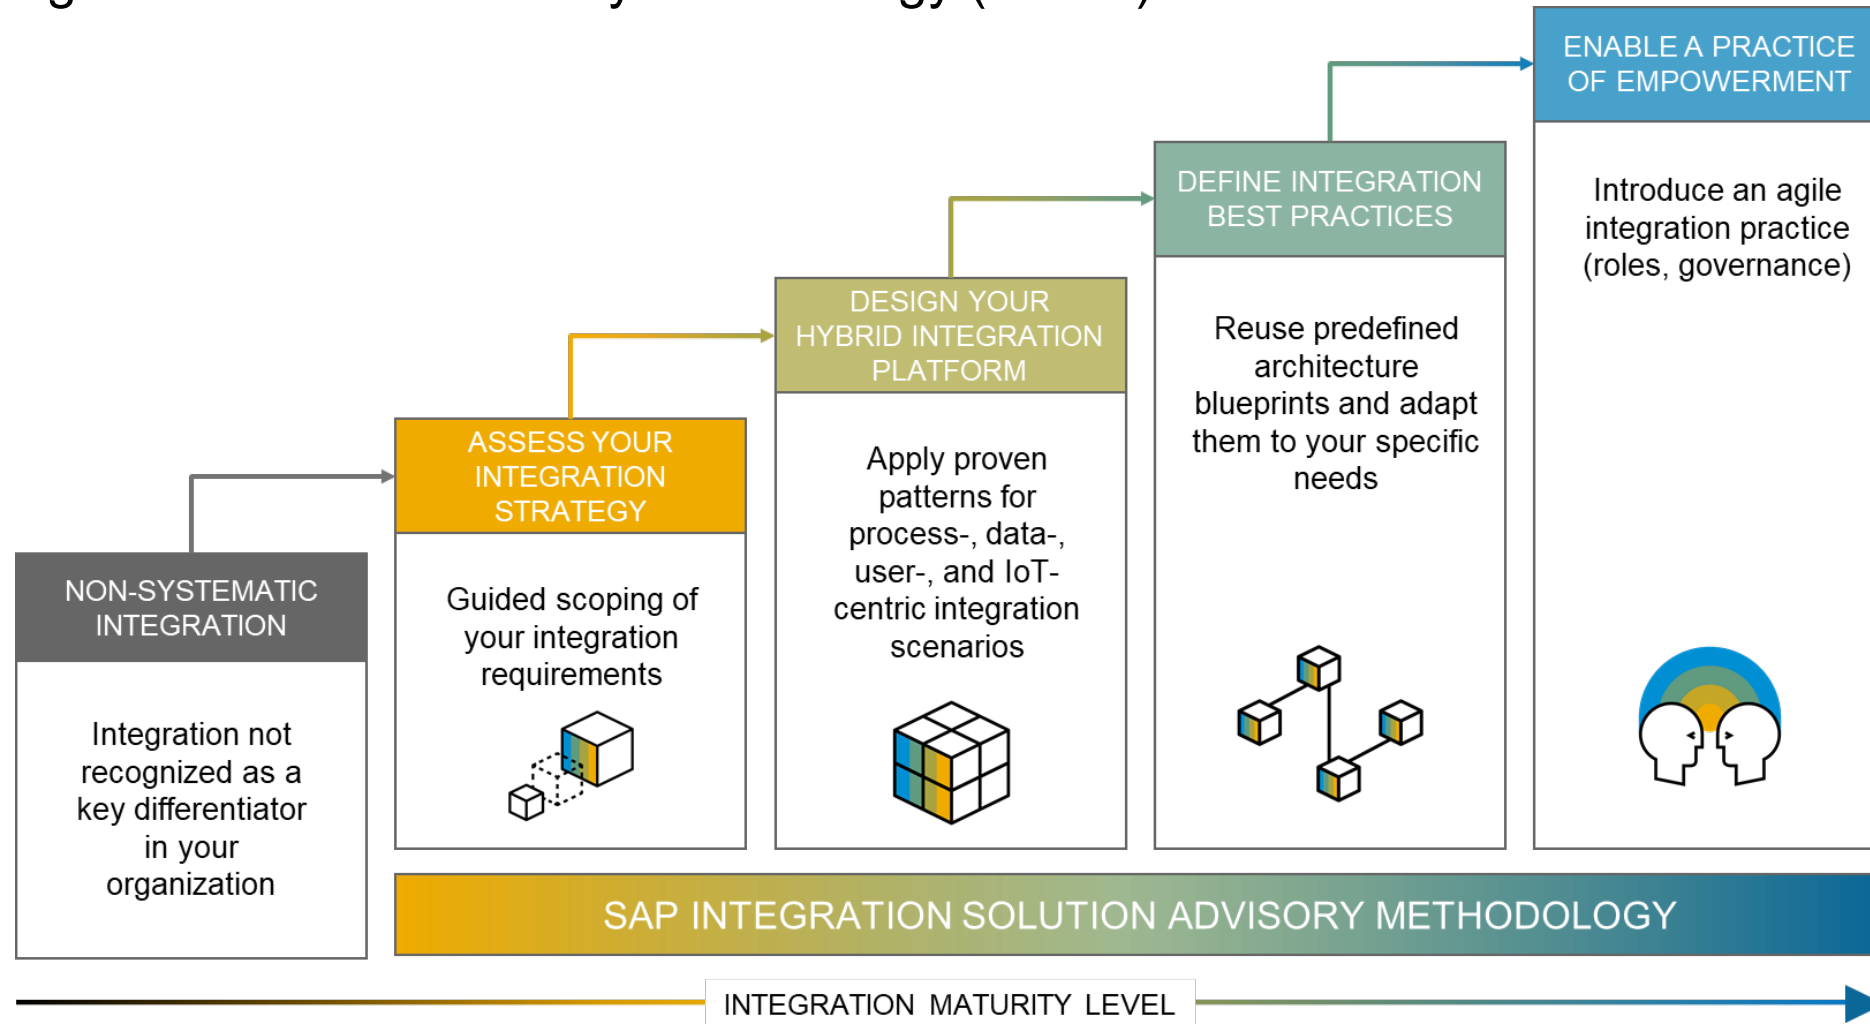 ENABLE A PRACTICE
OF EMPOWERMENT
Introduce an agile
integration practice
(roles, governance)
DEFINE INTEGRATION
BEST PRACTICES
Reuse predefined
architecture
blueprints and adapt
them to your specific
needs
DESIGN YOUR
HYBRID INTEGRATION
PLATFORM
Apply proven
patterns for
process-, data-,
user-, and IoT-
centric integration
scenarios
ASSESS YOUR
INTEGRATION
STRATEGY
Guided scoping of
your integration
requirements
NON-SYSTEMATIC
INTEGRATION
Integration not
recognized as a
key differentiator
in your
organization
SAP INTEGRATION SOLUTION ADVISORY METHODOLOGY
INTEGRATION MATURITY LEVEL